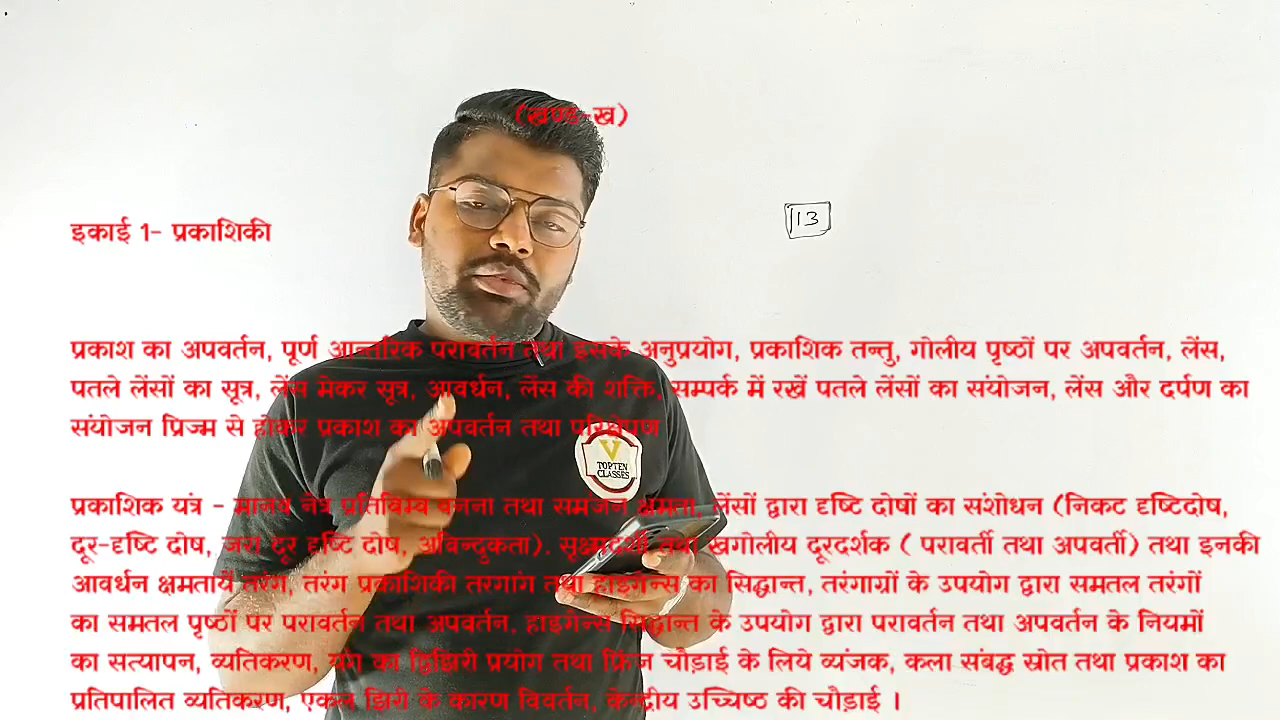 (खण्ड-ख)
13
इकाई 1- प्रकाशिकी
प्रकाश का अपवर्तन, पूर्ण आन्तरिक परावर्तन तथा इसके अनुप्रयोग, प्रकाशिक तन्तु, गोलीय पृष्ठों पर अपवर्तन, लेंस,
पतले लेंसों का सूत्र, लेंस मेकर सूत्र, आवर्धन, लेंस की शक्ति, सम्पर्क में रखें पतले लेंसों का संयोजन, लेंस और दर्पण का
संयोजन प्रिज्म से होकर प्रकाश का अपवर्तन तथा परिक्षेपण
V
TOPTEN
CLASSES
प्रकाशिक यंत्र - मानव नेत्र प्रतिविम्ब बनना तथा समंजन क्षमता, लेंसों द्वारा दृष्टि दोषों का संशोधन (निकट दृष्टिदोष,
दूर-दृष्टि दोष, जरा दूर दृष्टि दोष, अबिन्दुकता). सूक्ष्मदर्शी तथा खगोलीय दूरदर्शक ( परावर्ती तथा अपवर्ती) तथा इनकी
आवर्धन क्षमतायें तरंग, तरंग प्रकाशिकी तरगांग तथा हाइगेन्स का सिद्धान्त, तरंगाग्रों के उपयोग द्वारा समतल तरंगों
का समतल पृष्ठों पर परावर्तन तथा अपवर्तन, हाइगेन्स सिद्धान्त के उपयोग द्वारा परावर्तन तथा अपवर्तन के नियमों
का सत्यापन, व्यतिकरण, यंग का द्विझिरी प्रयोग तथा फ्रिंज चौड़ाई के लिये व्यंजक, कला संबद्ध स्रोत तथा प्रकाश का
प्रतिपालित व्यतिकरण, एकल झिरी के कारण विवर्तन, केन्द्रीय उच्चिष्ठ की चौड़ाई ।